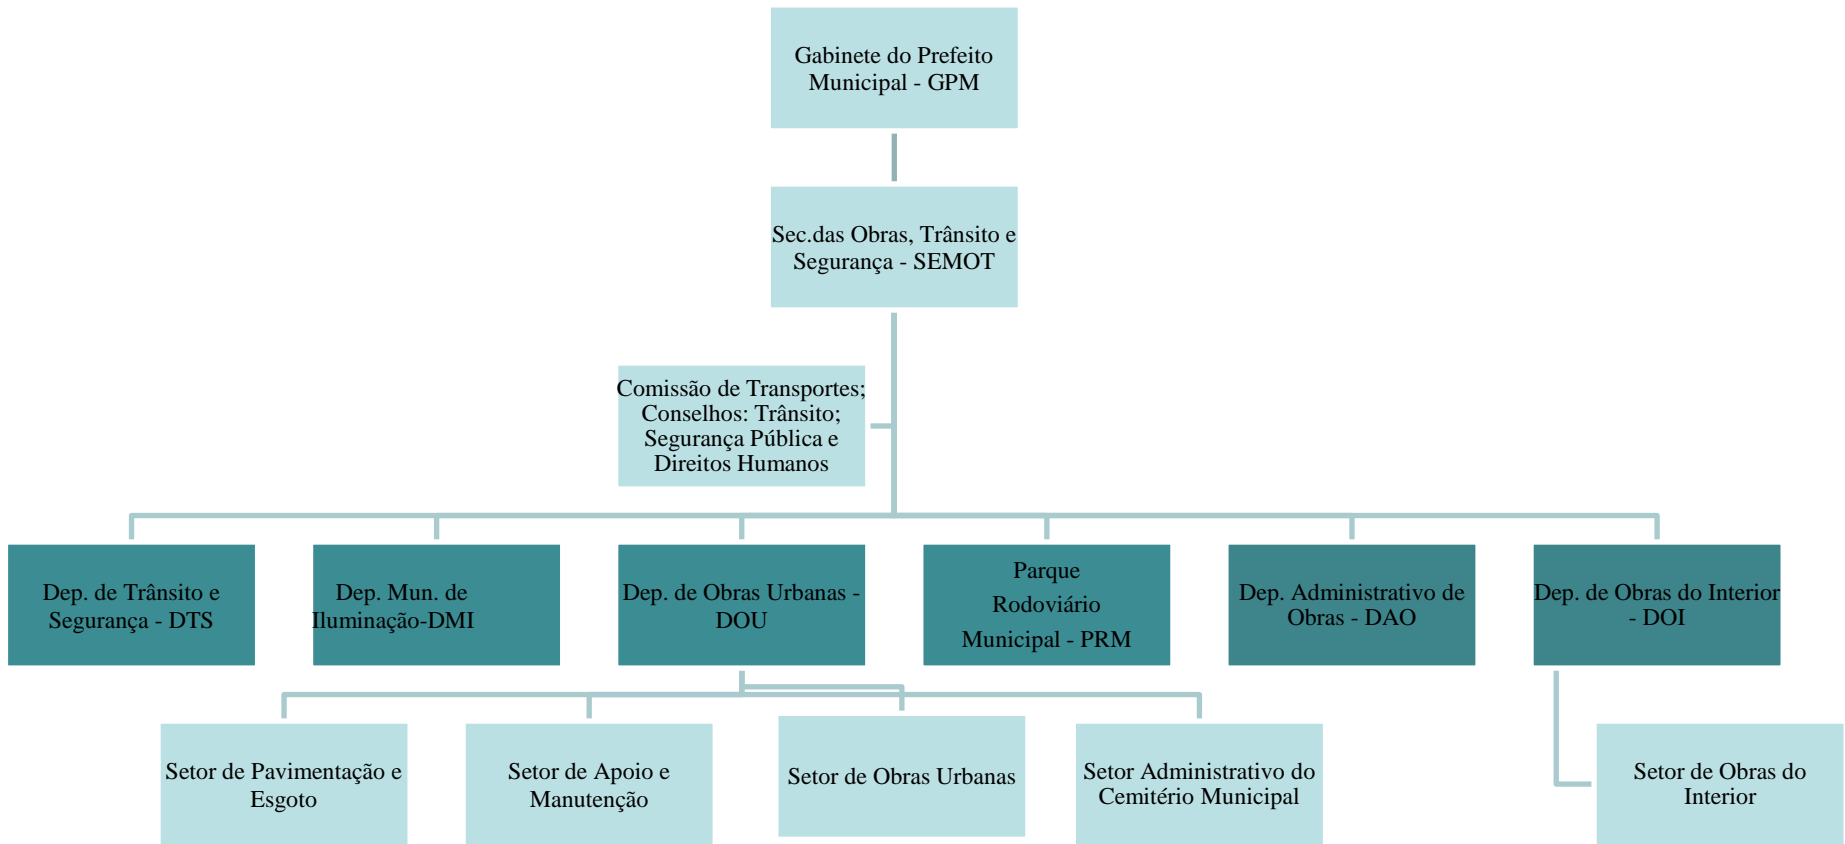 Gabinete do Prefeito
Municipal - GPM
Sec.das Obras, Trânsito e
Segurança - SEMOT
Comissão de Transportes;
Conselhos: Trânsito;
Segurança Pública e
Direitos Humanos
Dep. de Trânsito e
Segurança - DTS
Dep. Mun. de
Iluminação-DMI
Dep. de Obras Urbanas -
DOU
Parque
Rodoviário
Municipal - PRM
Dep. Administrativo de
Obras - DAO
Dep. de Obras do Interior
- DOI
Setor de Pavimentação e
Esgoto
Setor de Apoio e
Manutenção
Setor de Obras Urbanas
Setor Administrativo do
Cemitério Municipal
Setor de Obras do
Interior